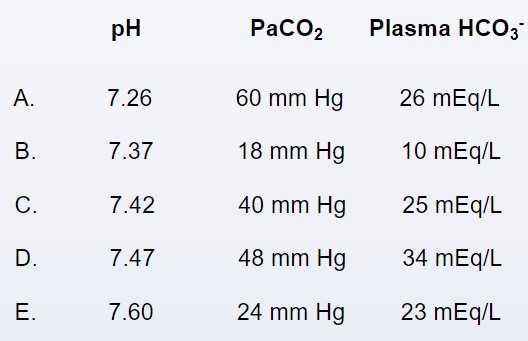 pH PaCO₂ Plasma HCO₃⁻
A. 7.26 60 mm Hg 26 mEq/L
B. 7.37 18 mm Hg 10 mEq/L
C. 7.42 40 mm Hg 25 mEq/L
D. 7.47 48 mm Hg 34 mEq/L
E. 7.60 24 mm Hg 23 mEq/L